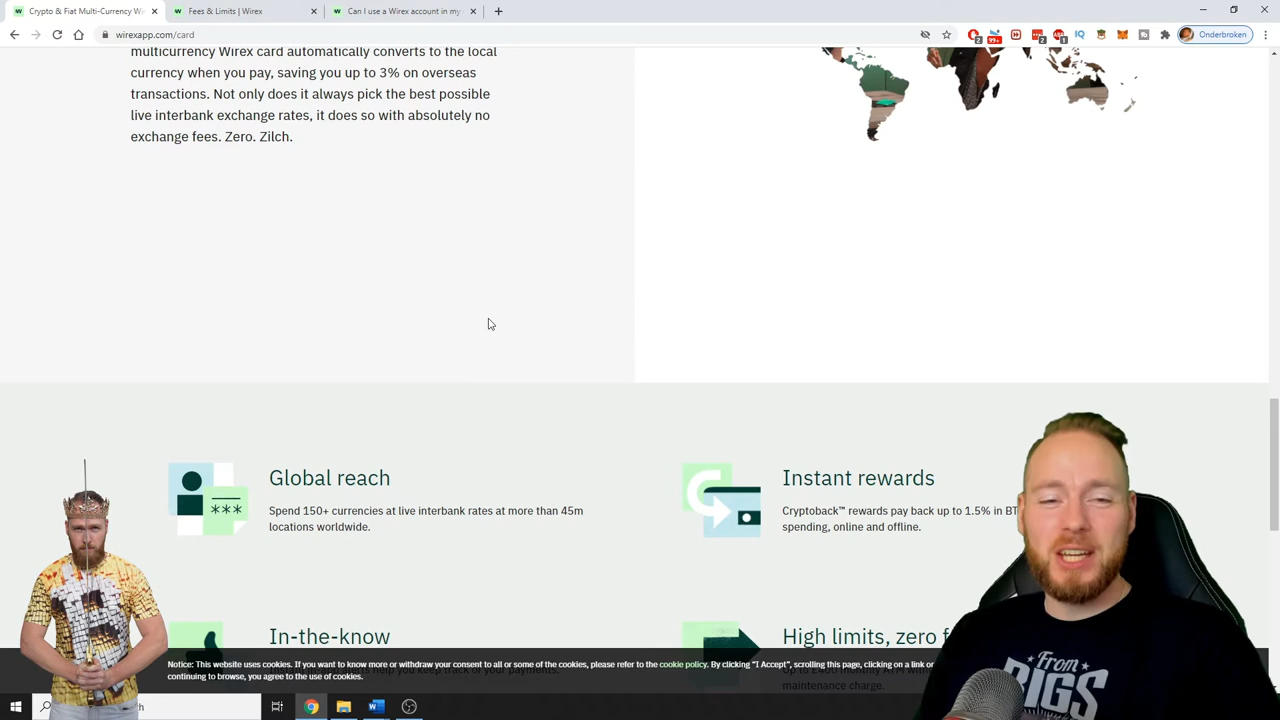 Crypto & Fiat Multi-Currency Wi
Fees & Limits | Wirex
Can I use a Wirex account in my
wirexapp.com/card
2
99+
2
1
IQ
Onderbroken
multicurrency Wirex card automatically converts to the local
currency when you pay, saving you up to 3% on overseas
transactions. Not only does it always pick the best possible
live interbank exchange rates, it does so with absolutely no
exchange fees. Zero. Zilch.
Global reach
Spend 150+ currencies at live interbank rates at more than 45m
locations worldwide.
***
Instant rewards
Cryptoback™ rewards pay back up to 1.5% in BT
spending, online and offline.
In-the-know
High limits, zero f
maintenance charge.
Notice: This website uses cookies. If you want to know more or withdraw your consent to all or some of the cookies, please refer to the cookie policy. By clicking "I Accept", scrolling this page, clicking on a link or
continuing to browse, you agree to the use of cookies.
From
BIGS